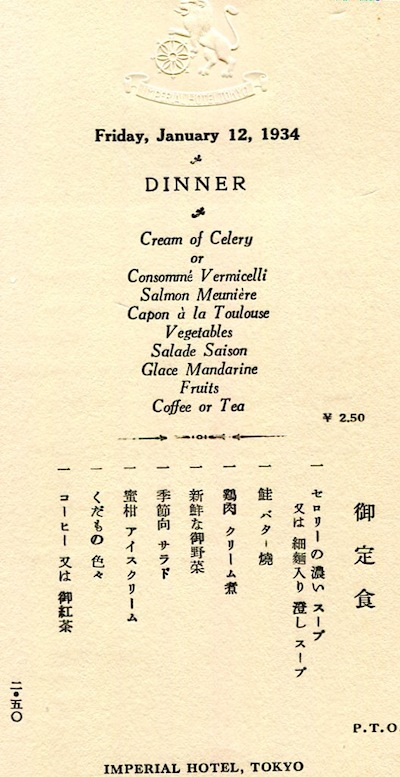 IMPERIAL HOTEL
Friday, January 12, 1934
DINNER
Cream of Celery
or
Consommé Vermicelli
Salmon Meunière
Capon à la Toulouse
Vegetables
Salade Saison
Glace Mandarine
Fruits
Coffee or Tea
¥ 2.50
御定食
一 セロリーの濃い スープ
又は 細麺入り 澄し スープ
一 鮭 バター燒
一 鶏肉 クリーム煮
一 新鮮な御野菜
一 季節向 サラド
一 蜜柑 アイスクリーム
一 くだもの 色々
一 コーヒー 又は 御紅茶
二・五〇
P.T.O.
IMPERIAL HOTEL, TOKYO